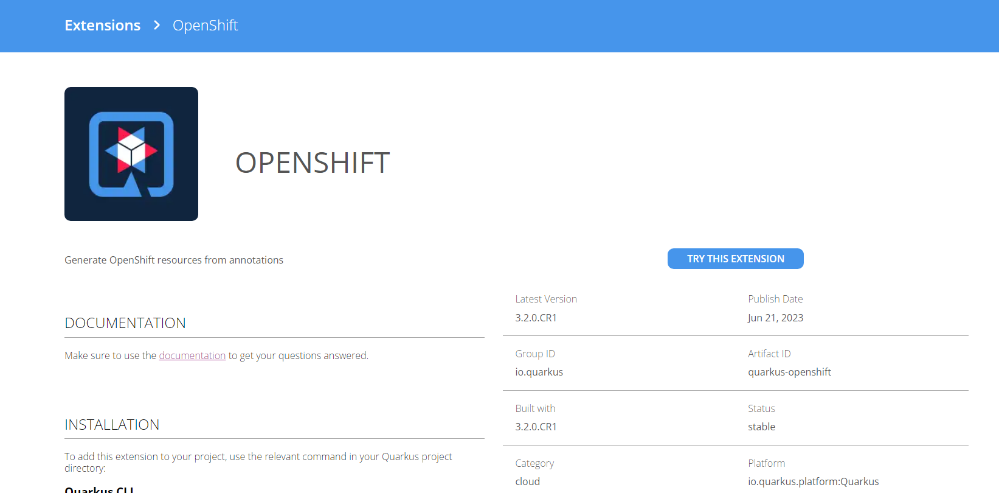 Extensions > OpenShift
OPENSHIFT
Generate OpenShift resources from annotations
TRY THIS EXTENSION
DOCUMENTATION
Make sure to use the documentation to get your questions answered.
INSTALLATION
To add this extension to your project, use the relevant command in your Quarkus project
directory:
Quarkus CLI
Latest Version
3.2.0.CR1
Publish Date
Jun 21, 2023
Group ID
io.quarkus
Artifact ID
quarkus-openshift
Built with
3.2.0.CR1
Status
stable
Category
cloud
Platform
io.quarkus.platform:Quarkus